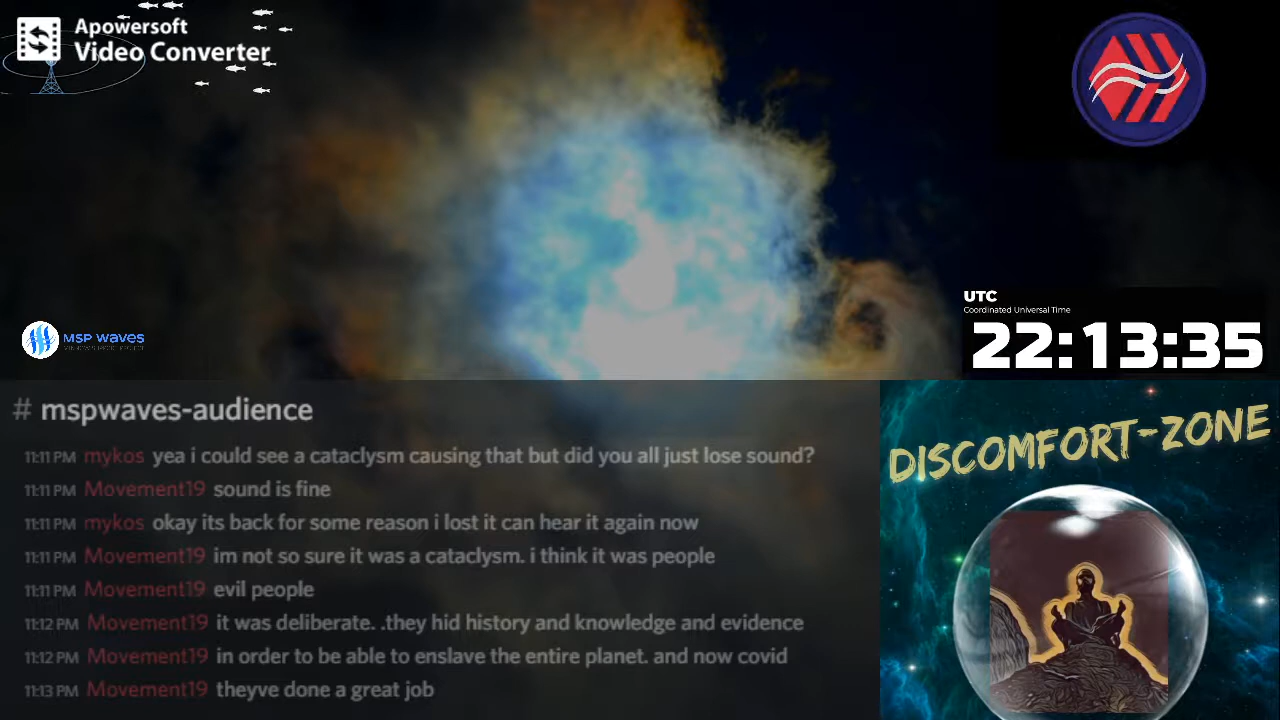 Apowersoft
Video Converter
UTC
Coordinated Universal Time
22:13:35
MSP WAVES
# mspwaves-audience
11:11 PM mykos yea i could see a cataclysm causing that but did you all just lose sound?
11:11 PM Movement19 sound is fine
11:11 PM mykos okay its back for some reason i lost it can hear it again now
11:11 PM Movement19 im not so sure it was a cataclysm. i think it was people
11:11 PM Movement19 evil people
11:12 PM Movement19 it was deliberate. .they hid history and knowledge and evidence
11:12 PM Movement19 in order to be able to enslave the entire planet. and now covid
11:13 PM Movement19 theyve done a great job
DISCOMFORT-ZONE